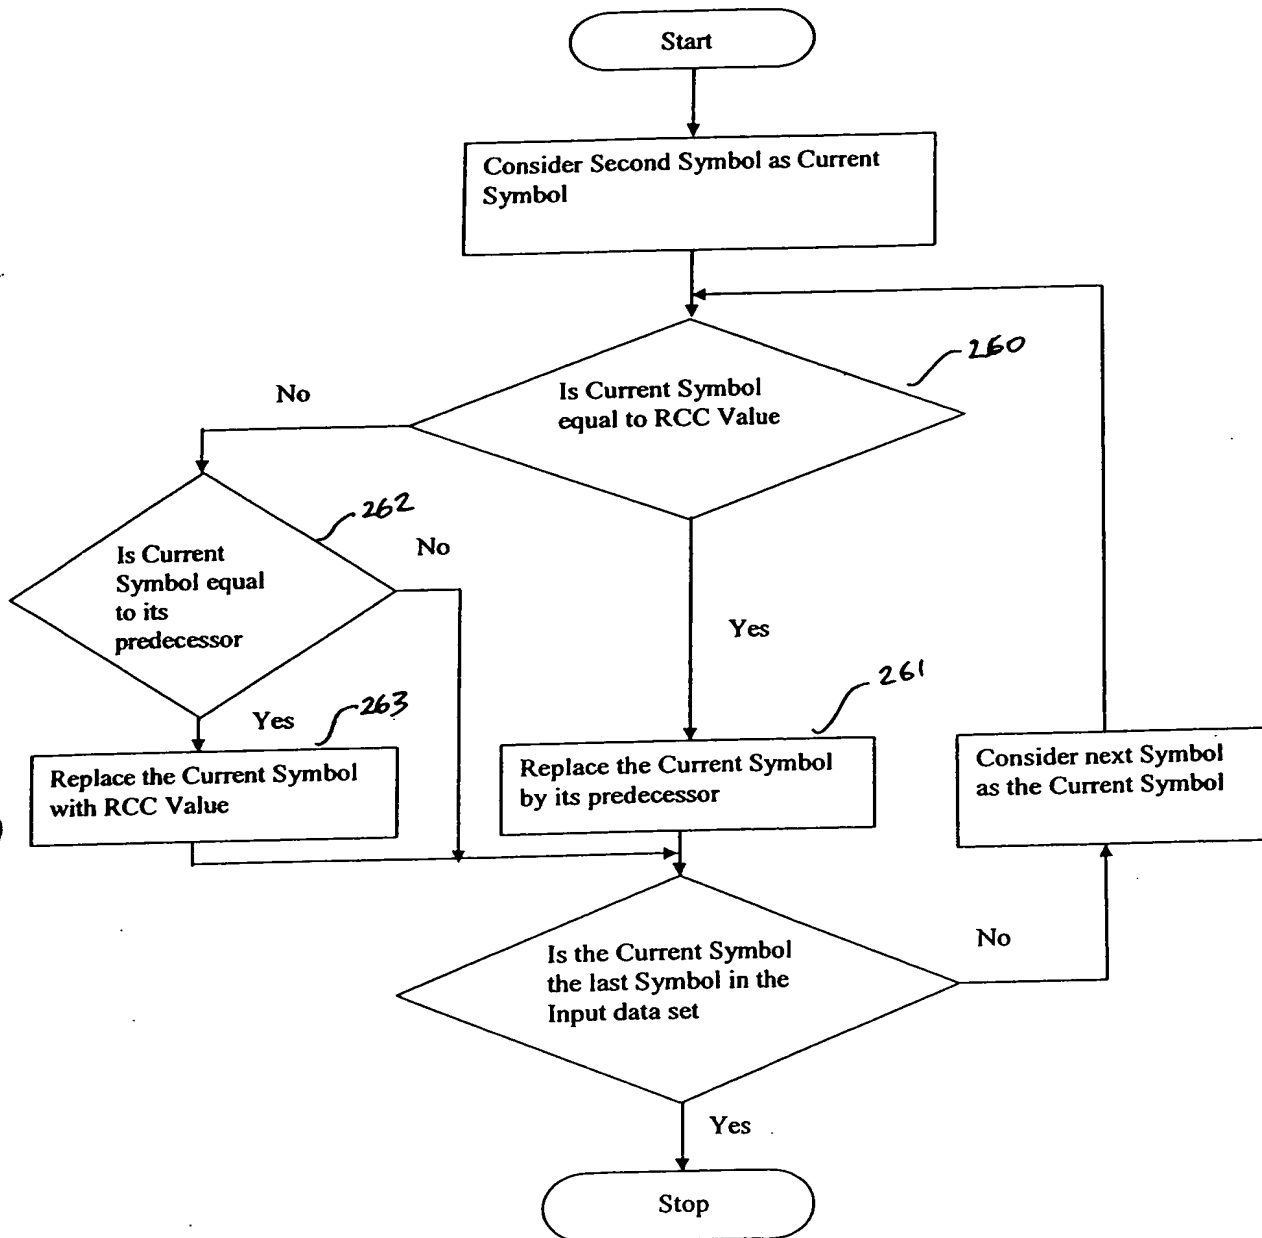 Start
Consider Second Symbol as Current
Symbol
260
Is Current Symbol
equal to RCC Value
No
262
Is Current
Symbol equal
to its
predecessor
No
Yes
Yes
263
261
Replace the Current Symbol
with RCC Value
Replace the Current Symbol
by its predecessor
Consider next Symbol
as the Current Symbol
Is the Current Symbol
the last Symbol in the
Input data set
No
Yes
Stop